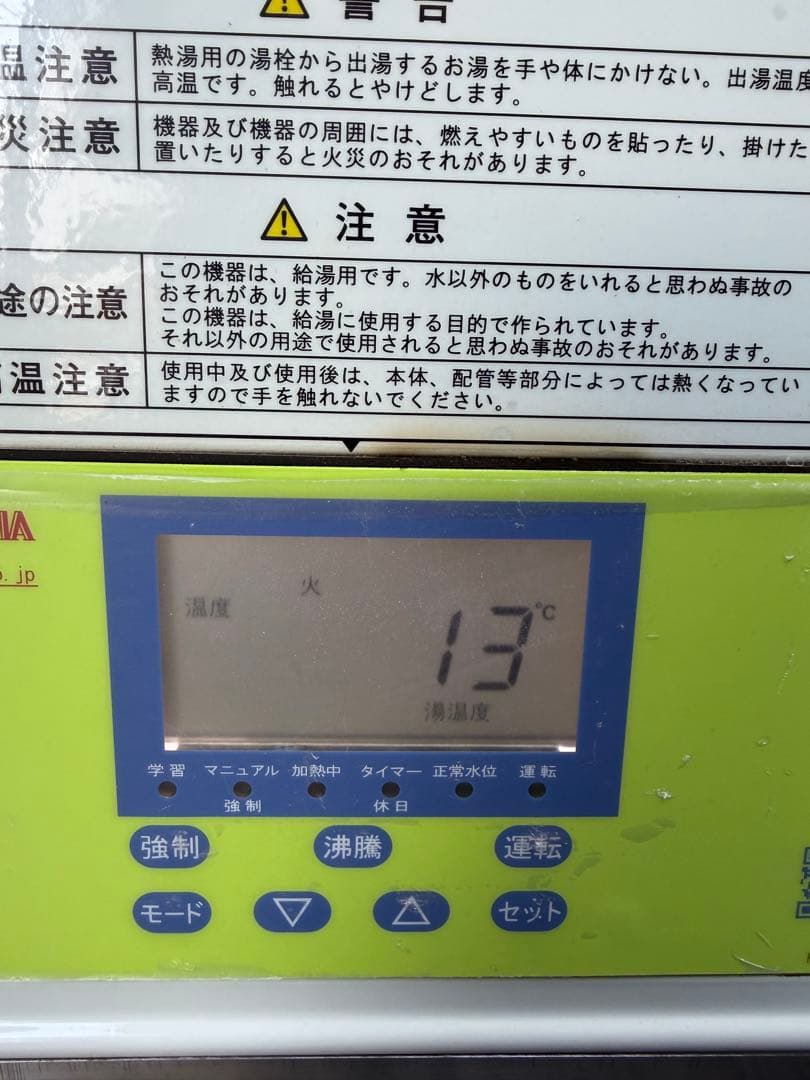 警告
温注意
熱湯用の湯栓から出湯するお湯を手や体にかけない。出湯温度
高温です。触れるとやけどします。
災注意
機器及び機器の周囲には、燃えやすいものを貼ったり、掛けた
置いたりすると火災のおそれがあります。
注意
途の注意
この機器は、給湯用です。水以外のものをいれると思わぬ事故の
おそれがあります。
この機器は、給湯に使用する目的で作られています。
それ以外の用途で使用されると思わぬ事故のおそれがあります。
温注意
使用中及び使用後は、本体、配管等部分によっては熱くなってい
ますので手を触れないでください。
. jp
火
温度
13℃
湯温度
学習 マニュアル 加熱中 タイマー 正常水位 運転
強制 休日
強制 沸騰 運転
モード ▽ △ セット